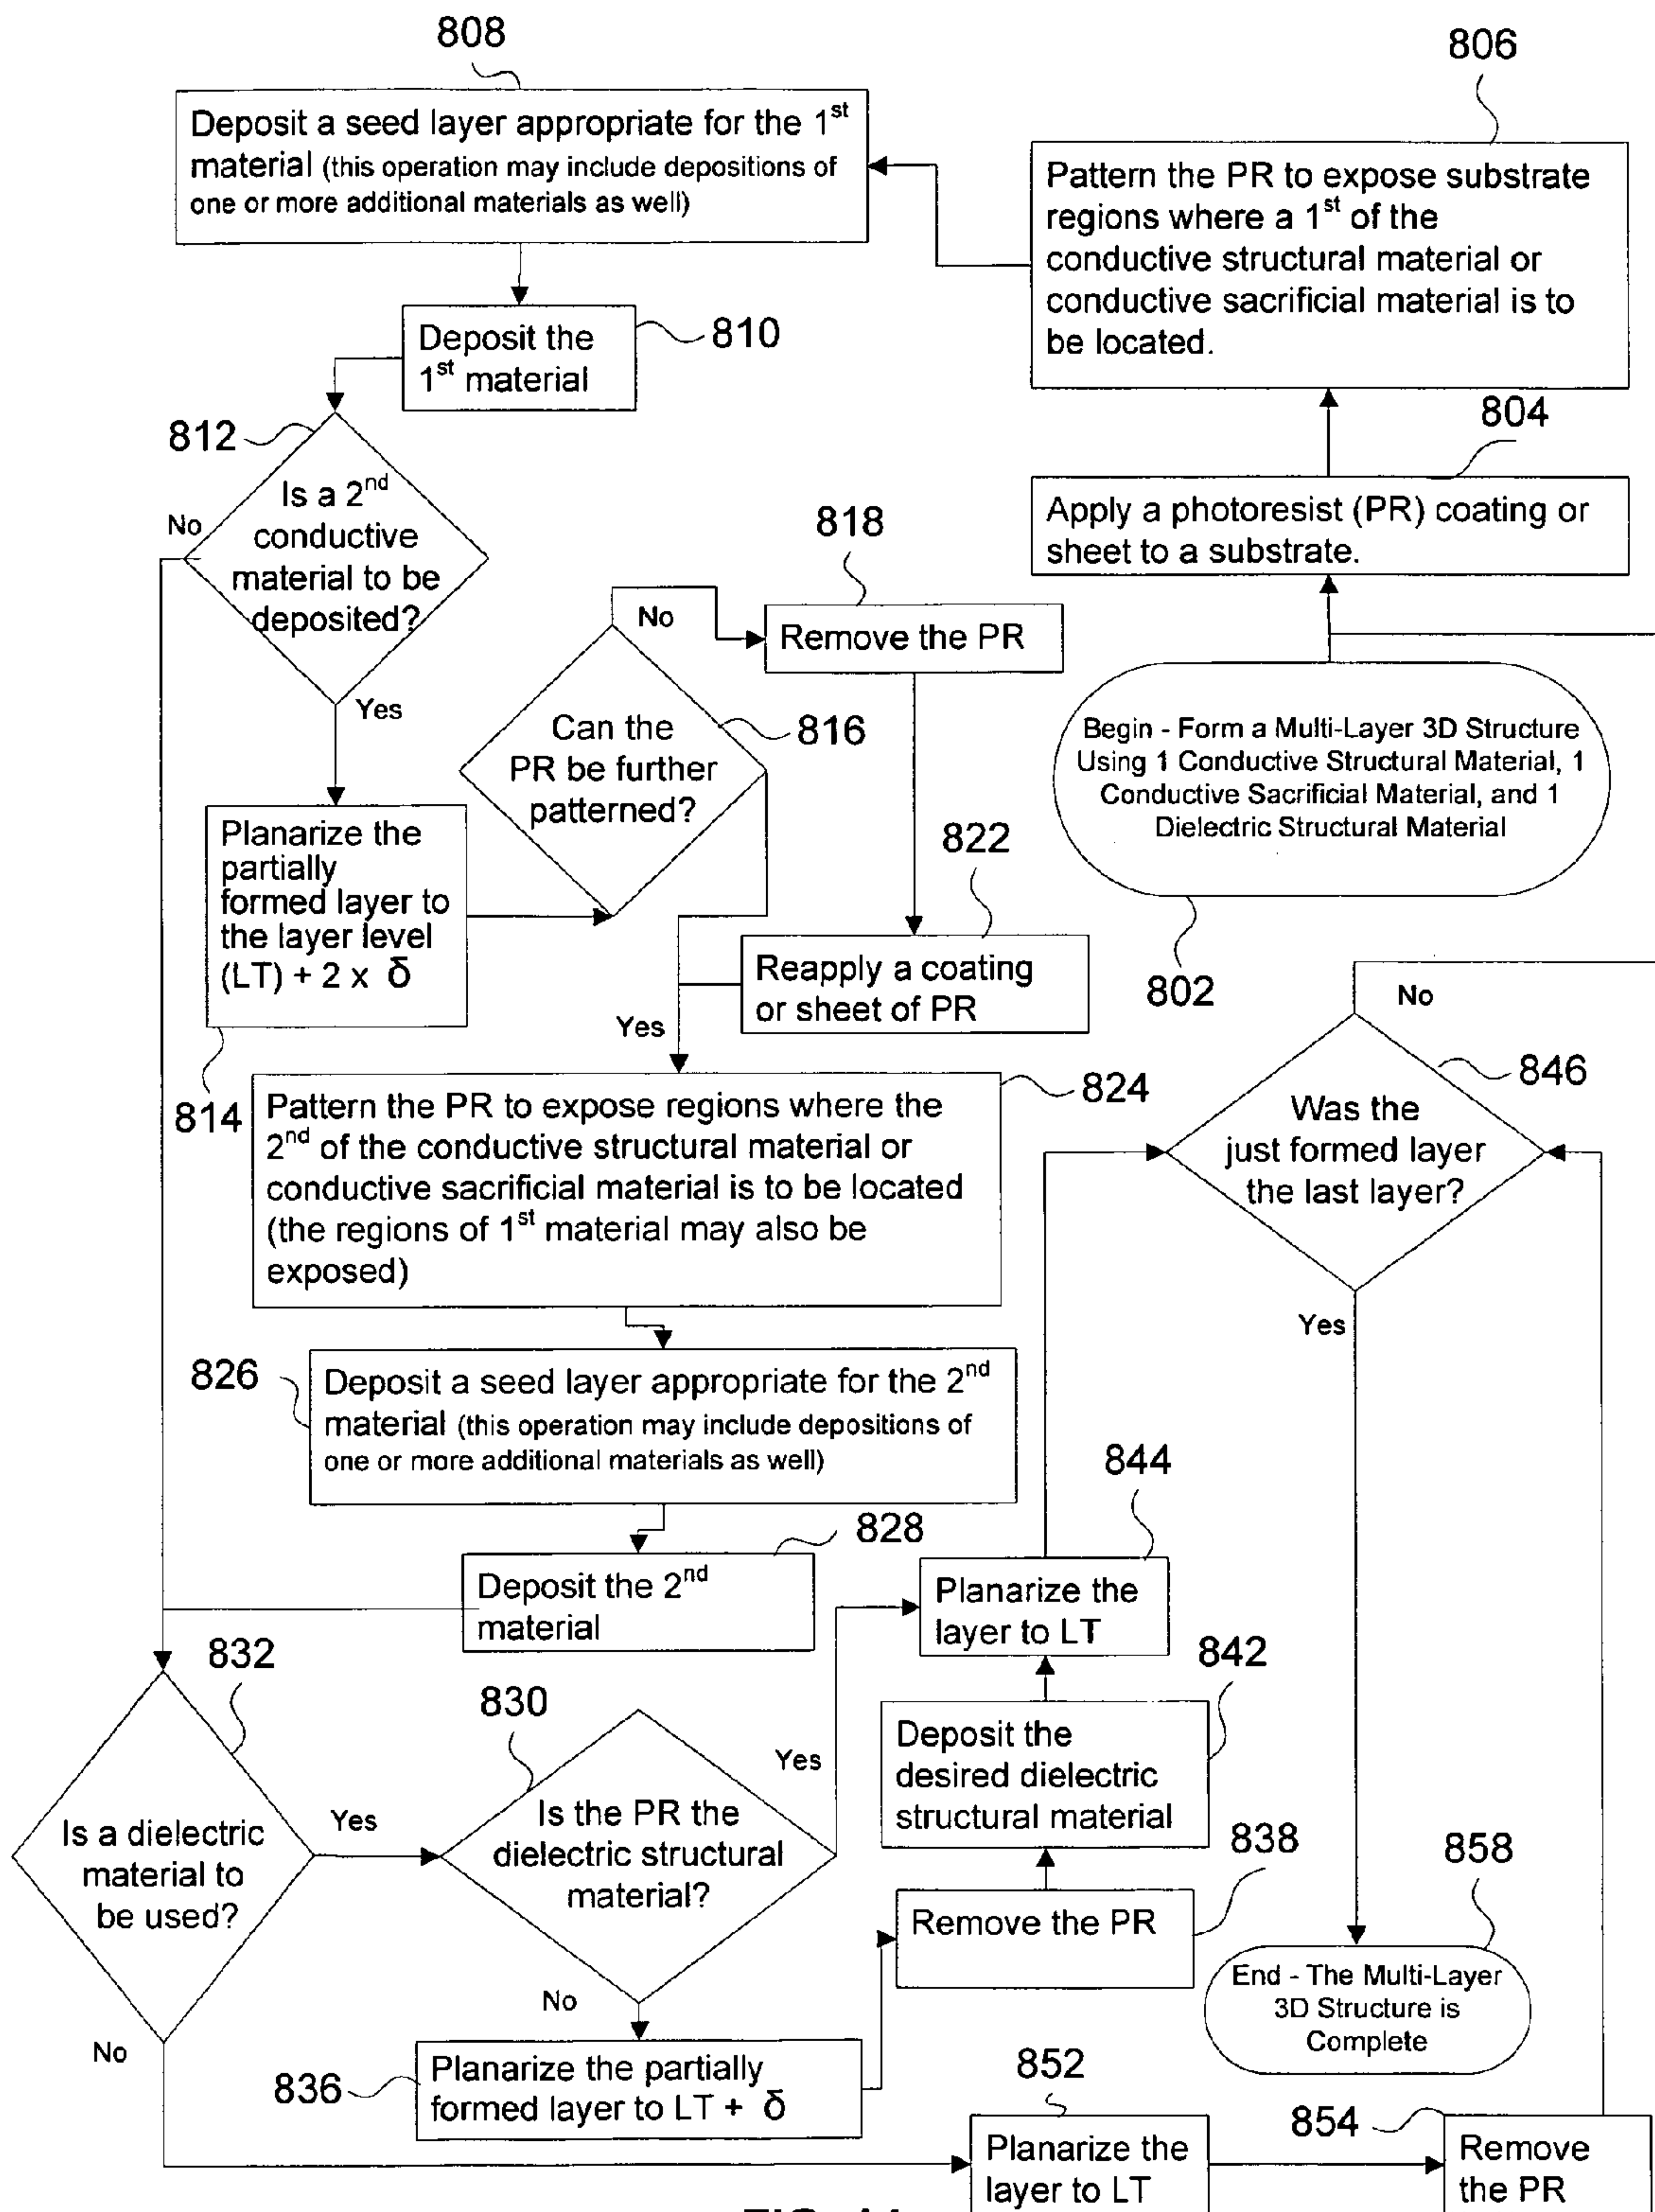 808
Deposit a seed layer appropriate for the 1st
material (this operation may include depositions of
one or more additional materials as well)
806
Pattern the PR to expose substrate
regions where a 1st of the
conductive structural material or
conductive sacrificial material is to
be located.
Deposit the
1st material
810
804
Apply a photoresist (PR) coating or
sheet to a substrate.
812
Is a 2nd
conductive
material to be
deposited?
No
Yes
818
Remove the PR
No
Can the
PR be further
patterned?
816
Begin - Form a Multi-Layer 3D Structure
Using 1 Conductive Structural Material, 1
Conductive Sacrificial Material, and 1
Dielectric Structural Material
802
Planarize the
partially
formed layer to
the layer level
(LT) + 2 x δ
814
822
Reapply a coating
or sheet of PR
Yes
No
846
Was the
just formed layer
the last layer?
Yes
Pattern the PR to expose regions where the
2nd of the conductive structural material or
conductive sacrificial material is to be located
(the regions of 1st material may also be
exposed)
824
826
Deposit a seed layer appropriate for the 2nd
material (this operation may include depositions of
one or more additional materials as well)
828
Deposit the 2nd
material
844
Planarize the
layer to LT
832
Is a dielectric
material to
be used?
Yes
No
830
Is the PR the
dielectric structural
material?
Yes
No
842
Deposit the
desired dielectric
structural material
838
Remove the PR
858
End - The Multi-Layer
3D Structure is
Complete
836
Planarize the partially
formed layer to LT + δ
852
Planarize the
layer to LT
854
Remove
the PR